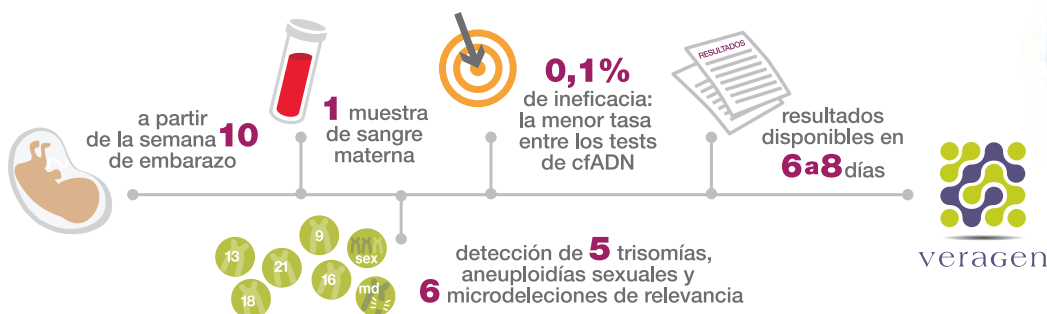 a partir
de la semana 10
de embarazo
1 muestra
de sangre
materna
0,1%
de ineficacia:
la menor tasa
entre los tests
de cfADN
RESULTADOS
resultados
disponibles en
6a8 días
veragen
13
18
21
9
16
sex
md
detección de 5 trisomías,
aneuploidías sexuales y
6 microdeleciones de relevancia